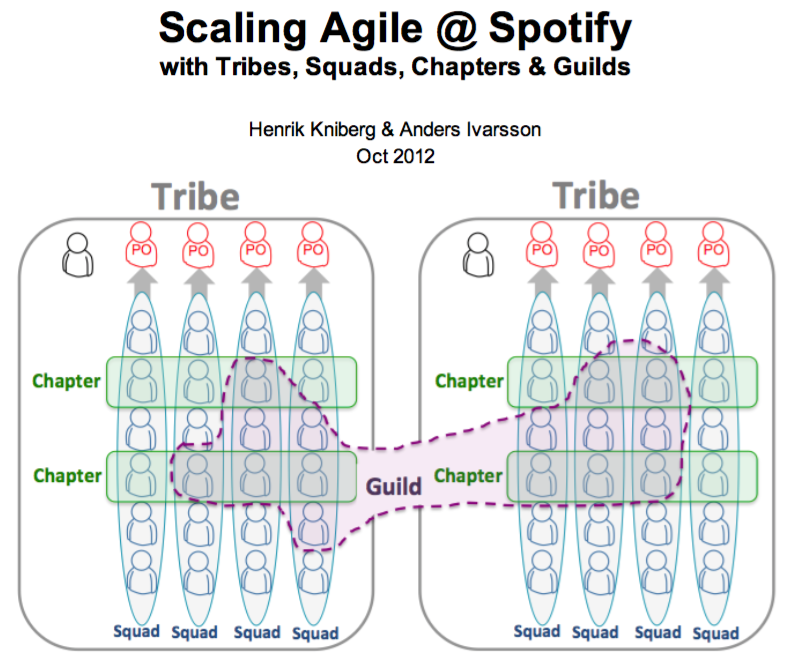 Scaling Agile @ Spotify
with Tribes, Squads, Chapters & Guilds
Henrik Kniberg & Anders Ivarsson
Oct 2012
Tribe
Tribe
PO PO PO PO
PO PO PO PO
Chapter
Chapter
Chapter
Guild
Chapter
Squad Squad Squad Squad
Squad Squad Squad Squad